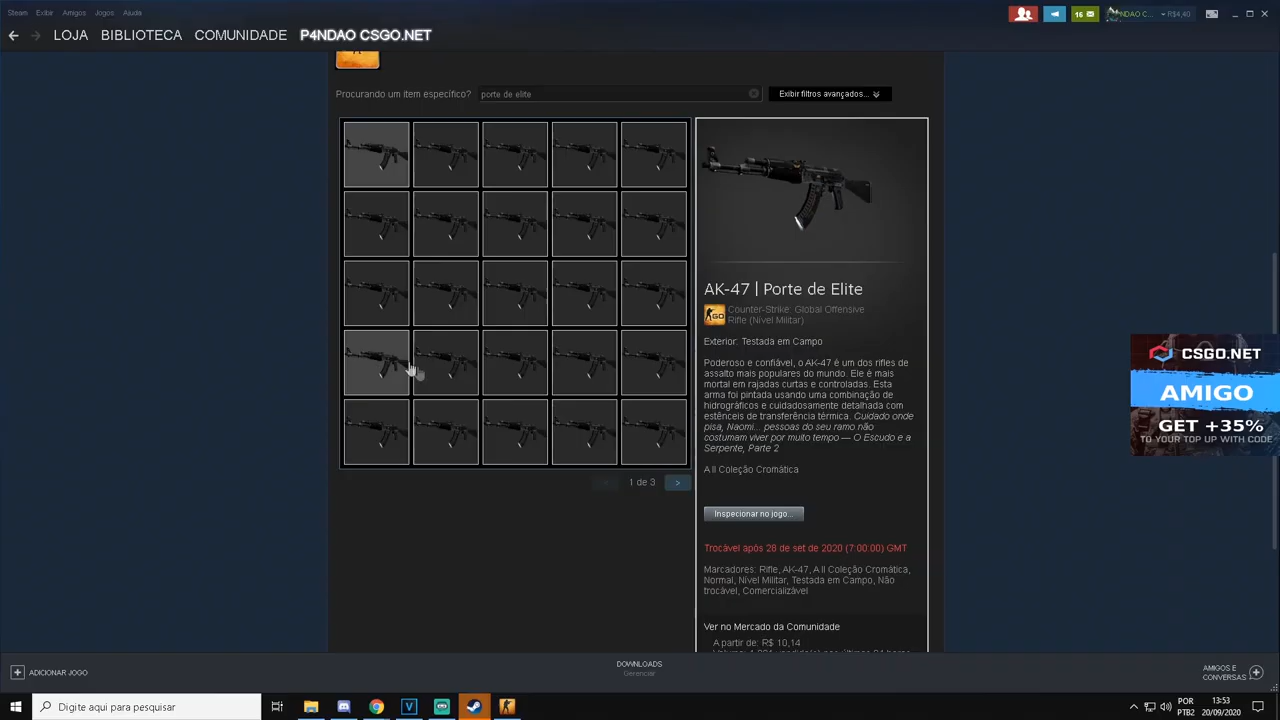 Steam Exibir Amigos Jogos Ajuda
16
R$4,40
LOJA BIBLIOTECA COMUNIDADE P4NDAO CSGO.NET
Procurando um item específico? porte de elite Exibir filtros avançados...
1 de 3 >
AK-47 | Porte de Elite
Counter-Strike: Global Offensive
Rifle (Nível Militar)
Exterior: Testada em Campo
Poderoso e confiável, o AK-47 é um dos rifles de
assalto mais populares do mundo. Ele é mais
mortal em rajadas curtas e controladas. Esta
arma foi pintada usando uma combinação de
hidrográficos e cuidadosamente detalhada com
estênceis de transferência térmica. Cuidado onde
pisa, Naomi... pessoas do seu ramo não
costumam viver por muito tempo — O Escudo e a
Serpente, Parte 2
A II Coleção Cromática
Inspecionar no jogo...
Trocável após 28 de set de 2020 (7:00:00) GMT
Marcadores: Rifle, AK-47, A II Coleção Cromática,
Normal, Nível Militar, Testada em Campo, Não
trocável, Comercializável
Ver no Mercado da Comunidade
A partir de: R$ 10,14
CSGO.NET
AMIGO
GET +35%
TO YOUR TOP UP WITH CODE
ADICIONAR JOGO
DOWNLOADS
Gerenciar
AMIGOS E
CONVERSAS
Digite aqui para pesquisar
POR
PTB2
13:53
20/09/2020